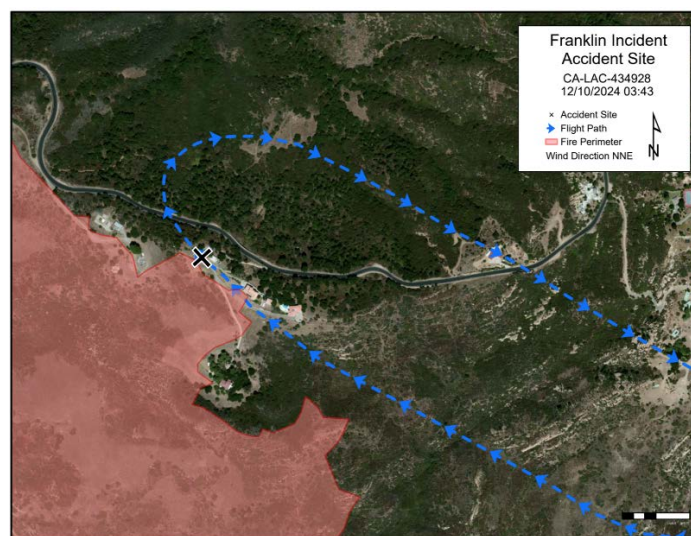 Franklin Incident
Accident Site
CA-LAC-434928
12/10/2024 03:43
× Accident Site
Flight Path
Fire Perimeter
Wind Direction NNE
N